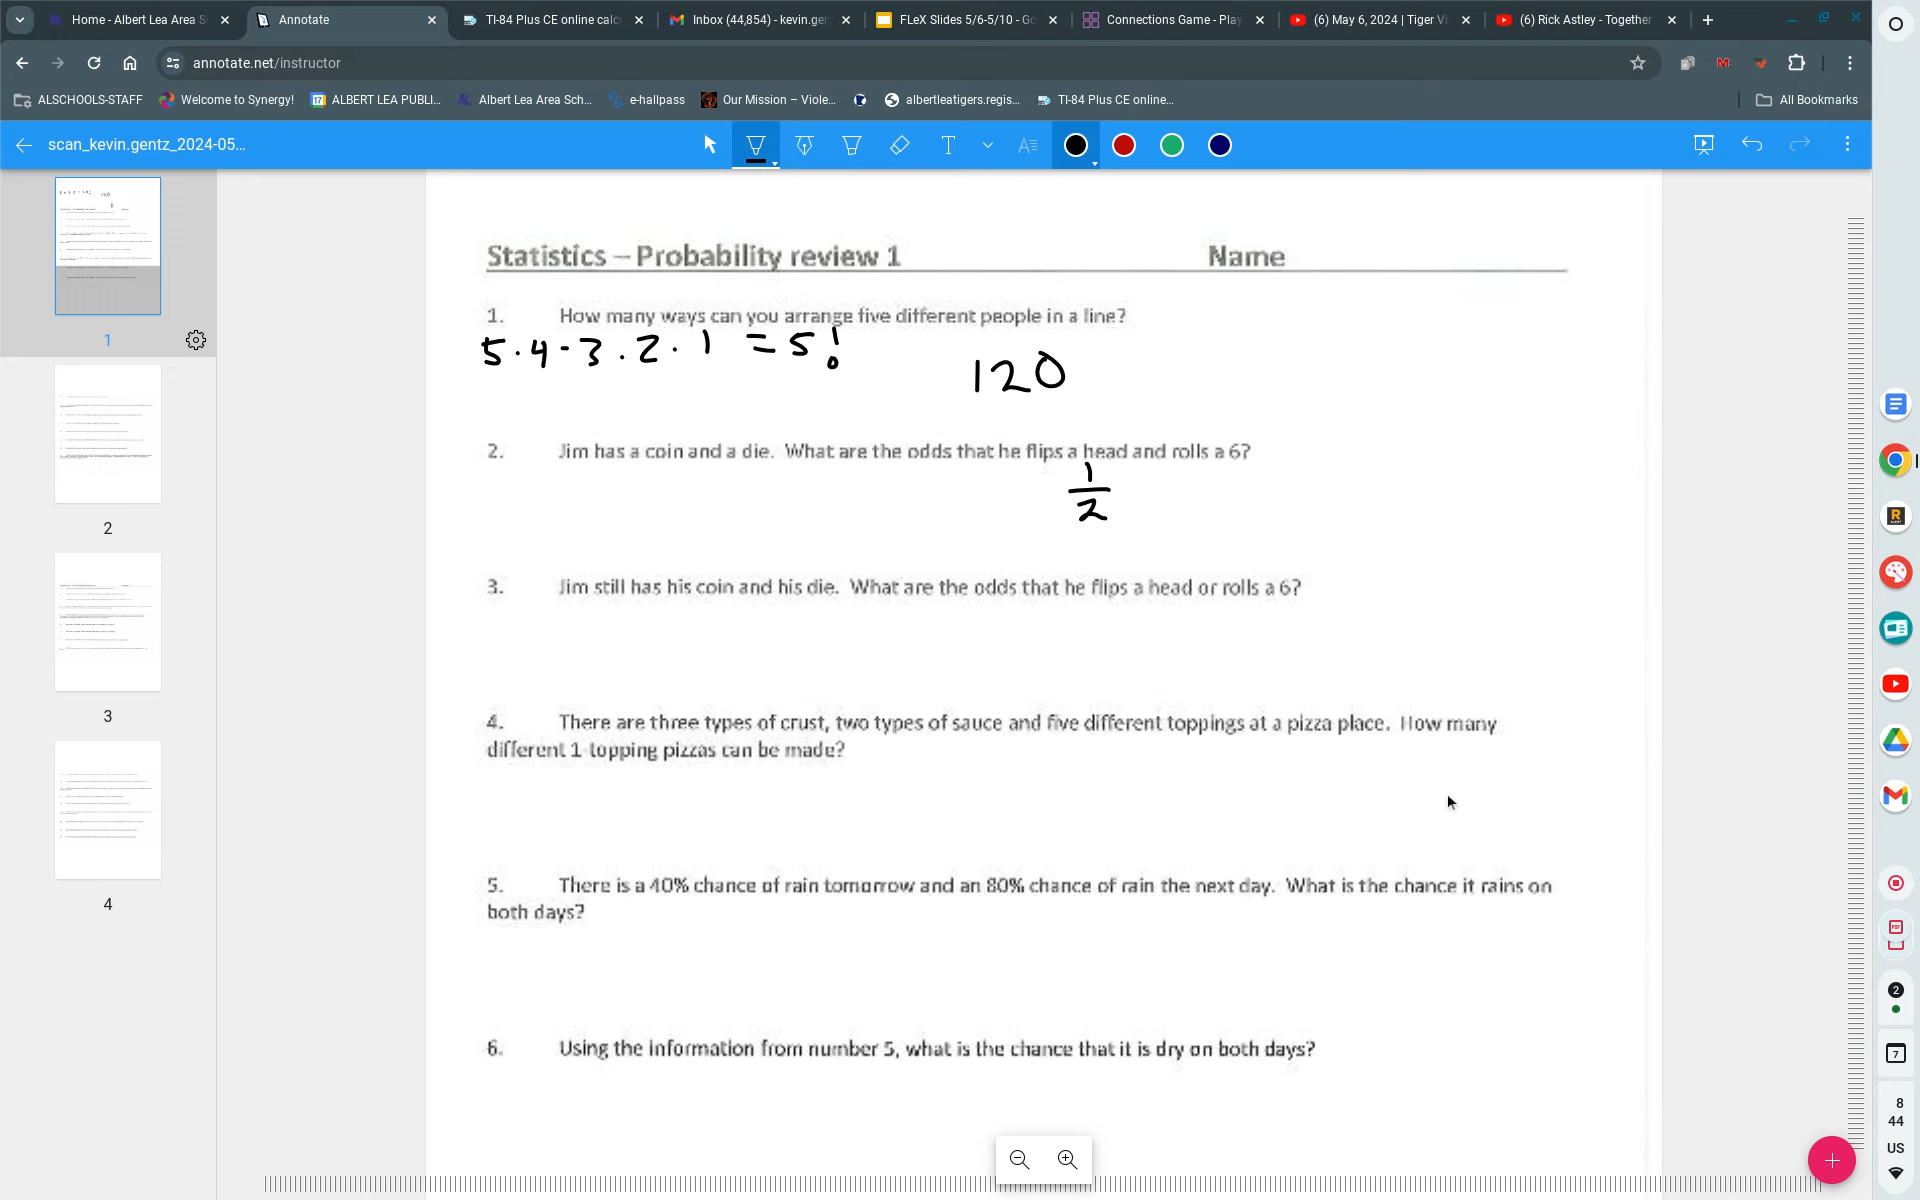 Home - Albert Lea Area S
Annotate
TI-84 Plus CE online calc
Inbox (44,854) - kevin.gen
FLeX Slides 5/6-5/10 - Go
Connections Game - Play
(6) May 6, 2024 | Tiger Vi
(6) Rick Astley - Together
annotate.net/instructor
ALSCHOOLS-STAFF
Welcome to Synergy!
17
ALBERT LEA PUBLI...
Albert Lea Area Sch...
e-hallpass
Our Mission – Viole...
albertleatigers.regis...
TI-84 Plus CE online...
All Bookmarks
scan_kevin.gentz_2024-05...
1
2
3
4
Statistics – Probability review 1 Name
1. How many ways can you arrange five different people in a line?
5 · 4 · 3 · 2 · 1 = 5!
120
2. Jim has a coin and a die. What are the odds that he flips a head and rolls a 6?
1
2
3. Jim still has his coin and his die. What are the odds that he flips a head or rolls a 6?
4. There are three types of crust, two types of sauce and five different toppings at a pizza place. How many
different 1 topping pizzas can be made?
5. There is a 40% chance of rain tomorrow and an 80% chance of rain the next day. What is the chance it rains on
both days?
6. Using the information from number 5, what is the chance that it is dry on both days?
2
7
8
44
US